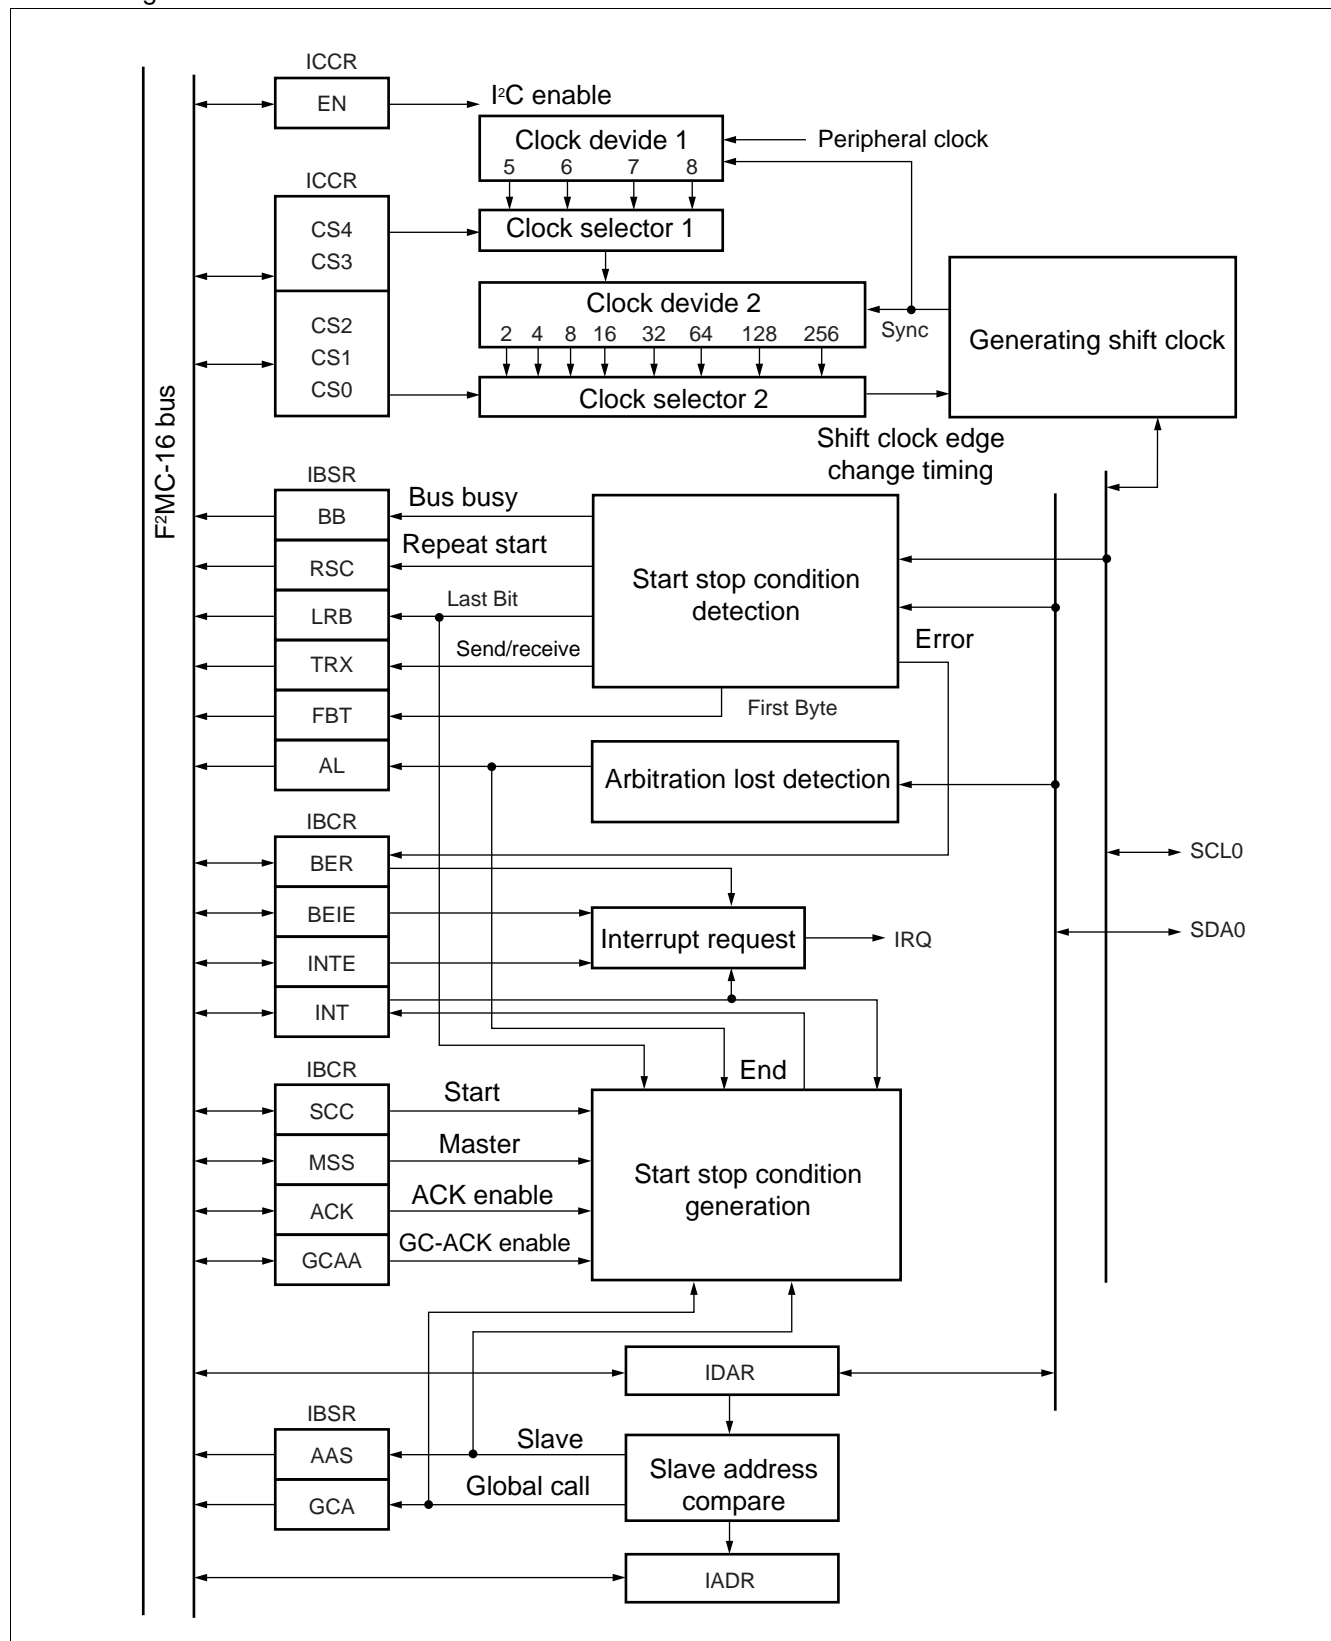 ICCR
EN
I²C enable
Clock devide 1
5 6 7 8
Peripheral clock
ICCR
CS4
CS3
Clock selector 1
CS2
CS1
CS0
Clock devide 2
2 4 8 16 32 64 128 256
Sync
Generating shift clock
Clock selector 2
Shift clock edge
change timing
F²MC-16 bus
IBSR
BB
Bus busy
RSC
Repeat start
LRB
Last Bit
TRX
Send/receive
FBT
First Byte
AL
Start stop condition
detection
Error
Arbitration lost detection
IBCR
BER
BEIE
INTE
INT
Interrupt request
IRQ
SCL0
SDA0
End
IBCR
SCC
Start
MSS
Master
ACK
ACK enable
GCAA
GC-ACK enable
Start stop condition
generation
IDAR
IBSR
AAS
Slave
GCA
Global call
Slave address
compare
IADR